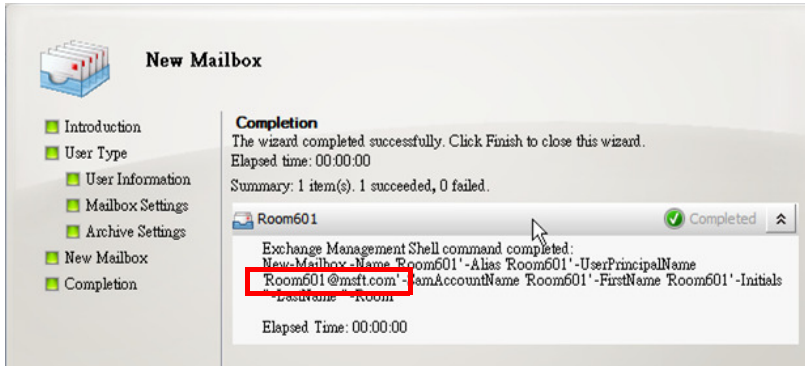 New Mailbox
Introduction
User Type
User Information
Mailbox Settings
Archive Settings
New Mailbox
Completion
Completion
The wizard completed successfully. Click Finish to close this wizard.
Elapsed time: 00:00:00
Summary: 1 item(s). 1 succeeded, 0 failed.
Room601
Completed
Exchange Management Shell command completed:
New-Mailbox -Name 'Room601' -Alias 'Room601' -UserPrincipalName
'Room601@msft.com' -SamAccountName 'Room601' -FirstName 'Room601' -Initials
'' -LastName '' -Room
Elapsed Time: 00:00:00